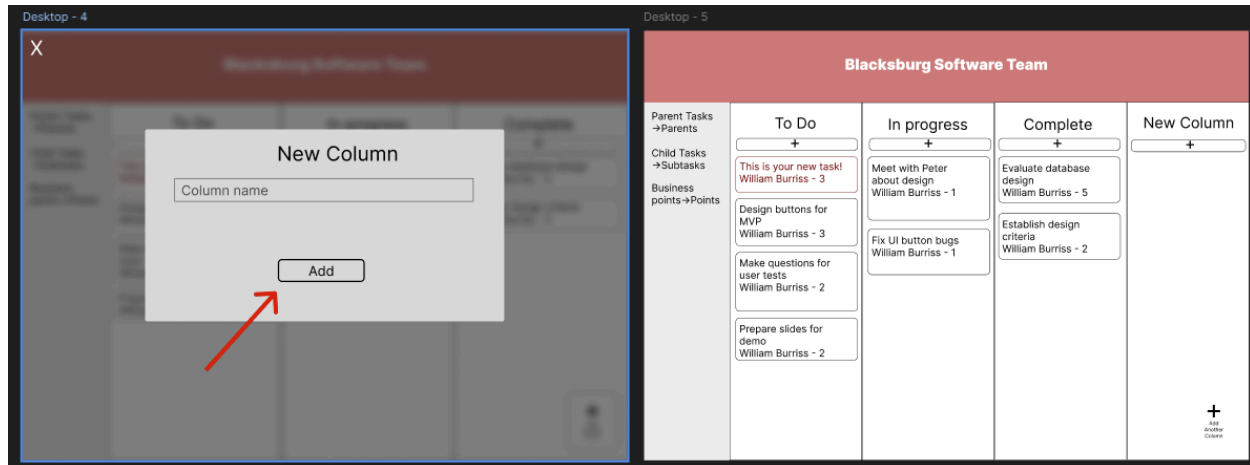 Desktop - 4
X
New Column
Column name
Add
Desktop - 5
Blacksburg Software Team
Parent Tasks
→Parents
Child Tasks
→Subtasks
Business
points→Points
To Do
+
This is your new task!
William Burriss - 3
Design buttons for
MVP
William Burriss - 3
Make questions for
user tests
William Burriss - 2
Prepare slides for
demo
William Burriss - 2
In progress
+
Meet with Peter
about design
William Burriss - 1
Fix UI button bugs
William Burriss - 1
Complete
+
Evaluate database
design
William Burriss - 5
Establish design
criteria
William Burriss - 2
New Column
+
+
Add
Another
Column